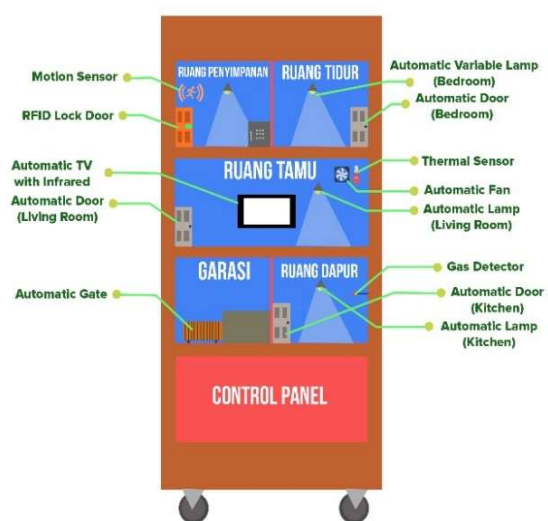 Motion Sensor
RFID Lock Door
Automatic TV
with Infrared
Automatic Door
(Living Room)
Automatic Gate
RUANG PENYIMPANAN
RUANG TIDUR
RUANG TAMU
GARASI
RUANG DAPUR
CONTROL PANEL
Automatic Variable Lamp
(Bedroom)
Automatic Door
(Bedroom)
Thermal Sensor
Automatic Fan
Automatic Lamp
(Living Room)
Gas Detector
Automatic Door
(Kitchen)
Automatic Lamp
(Kitchen)